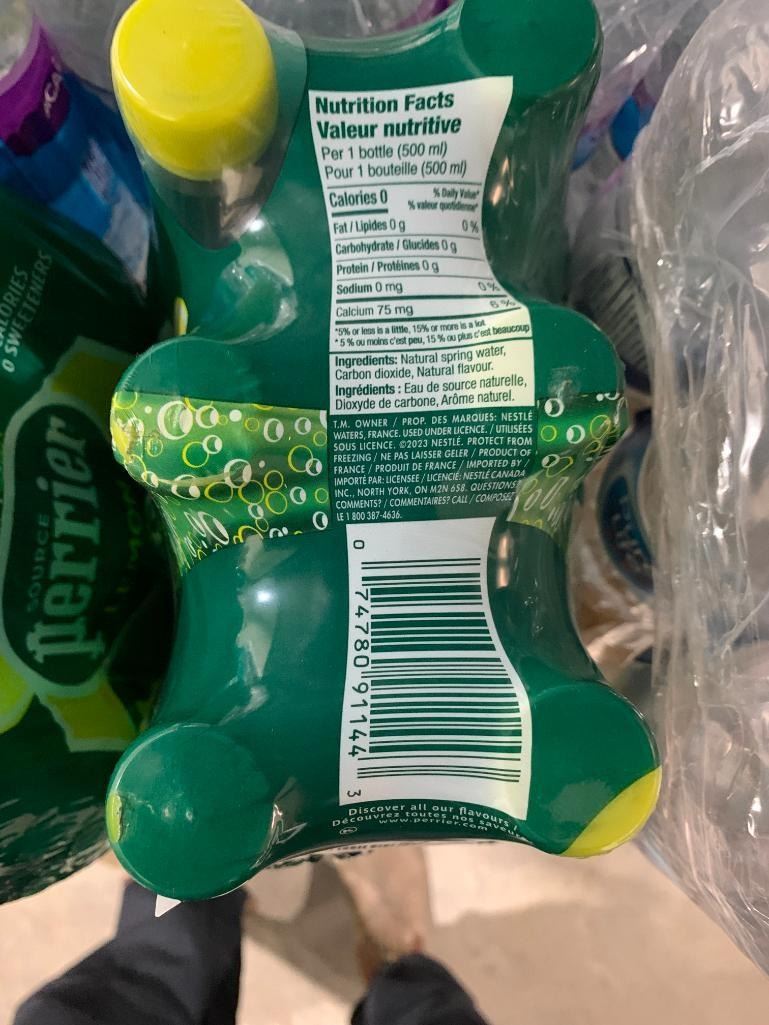 Nutrition Facts
Valeur nutritive
Per 1 bottle (500 ml)
Pour 1 bouteille (500 ml)
Calories 0
% Daily Value*
% valeur quotidienne*
Fat / Lipides 0 g 0 %
Carbohydrate / Glucides 0 g
Protein / Protéines 0 g
Sodium 0 mg 0 %
Calcium 75 mg 6 %
*5% or less is a little, 15% or more is a lot
*5 % ou moins c'est peu, 15 % ou plus c'est beaucoup
Ingredients: Natural spring water,
Carbon dioxide, Natural flavour.
Ingrédients : Eau de source naturelle,
Dioxyde de carbone, Arôme naturel.
T.M. OWNER / PROP. DES MARQUES: NESTLÉ
WATERS, FRANCE. USED UNDER LICENCE. / UTILISÉES
SOUS LICENCE. ©2023 NESTLÉ. PROTECT FROM
FREEZING / NE PAS LAISSER GELER / PRODUCT OF
FRANCE / PRODUIT DE FRANCE / IMPORTED BY /
IMPORTÉ PAR: LICENSEE / LICENCIÉ: NESTLÉ CANADA
INC., NORTH YORK, ON M2N 6S8. QUESTIONS?
COMMENTS? / COMMENTAIRES? CALL / COMPOSEZ
LE 1 800 387-4636.
0 74780 91144 3
Discover all our flavours
Découvrez toutes nos saveurs
www.perrier.com
0 SWEETENERS
SOURCE
perrier